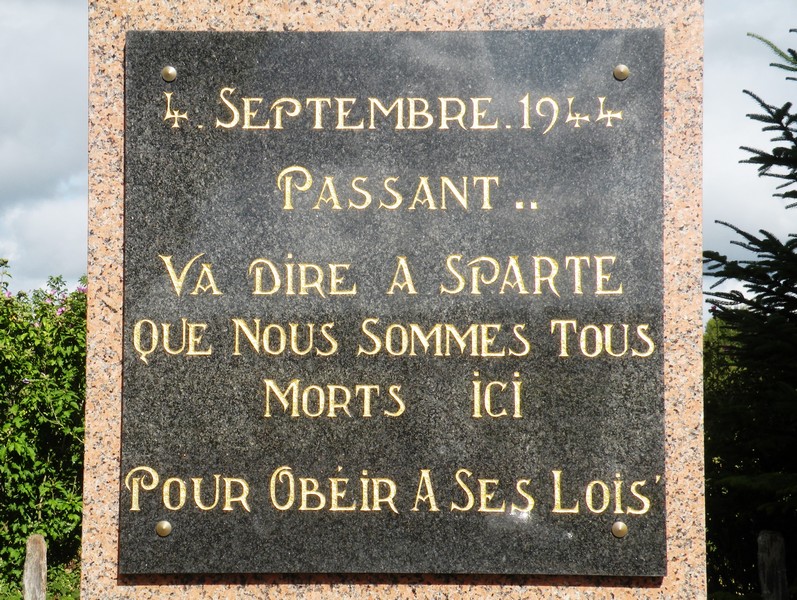 4. Septembre. 1944
Passant ..
Va dire a Sparte
Que Nous Sommes Tous
Morts ici
Pour Obéir A Ses Lois'